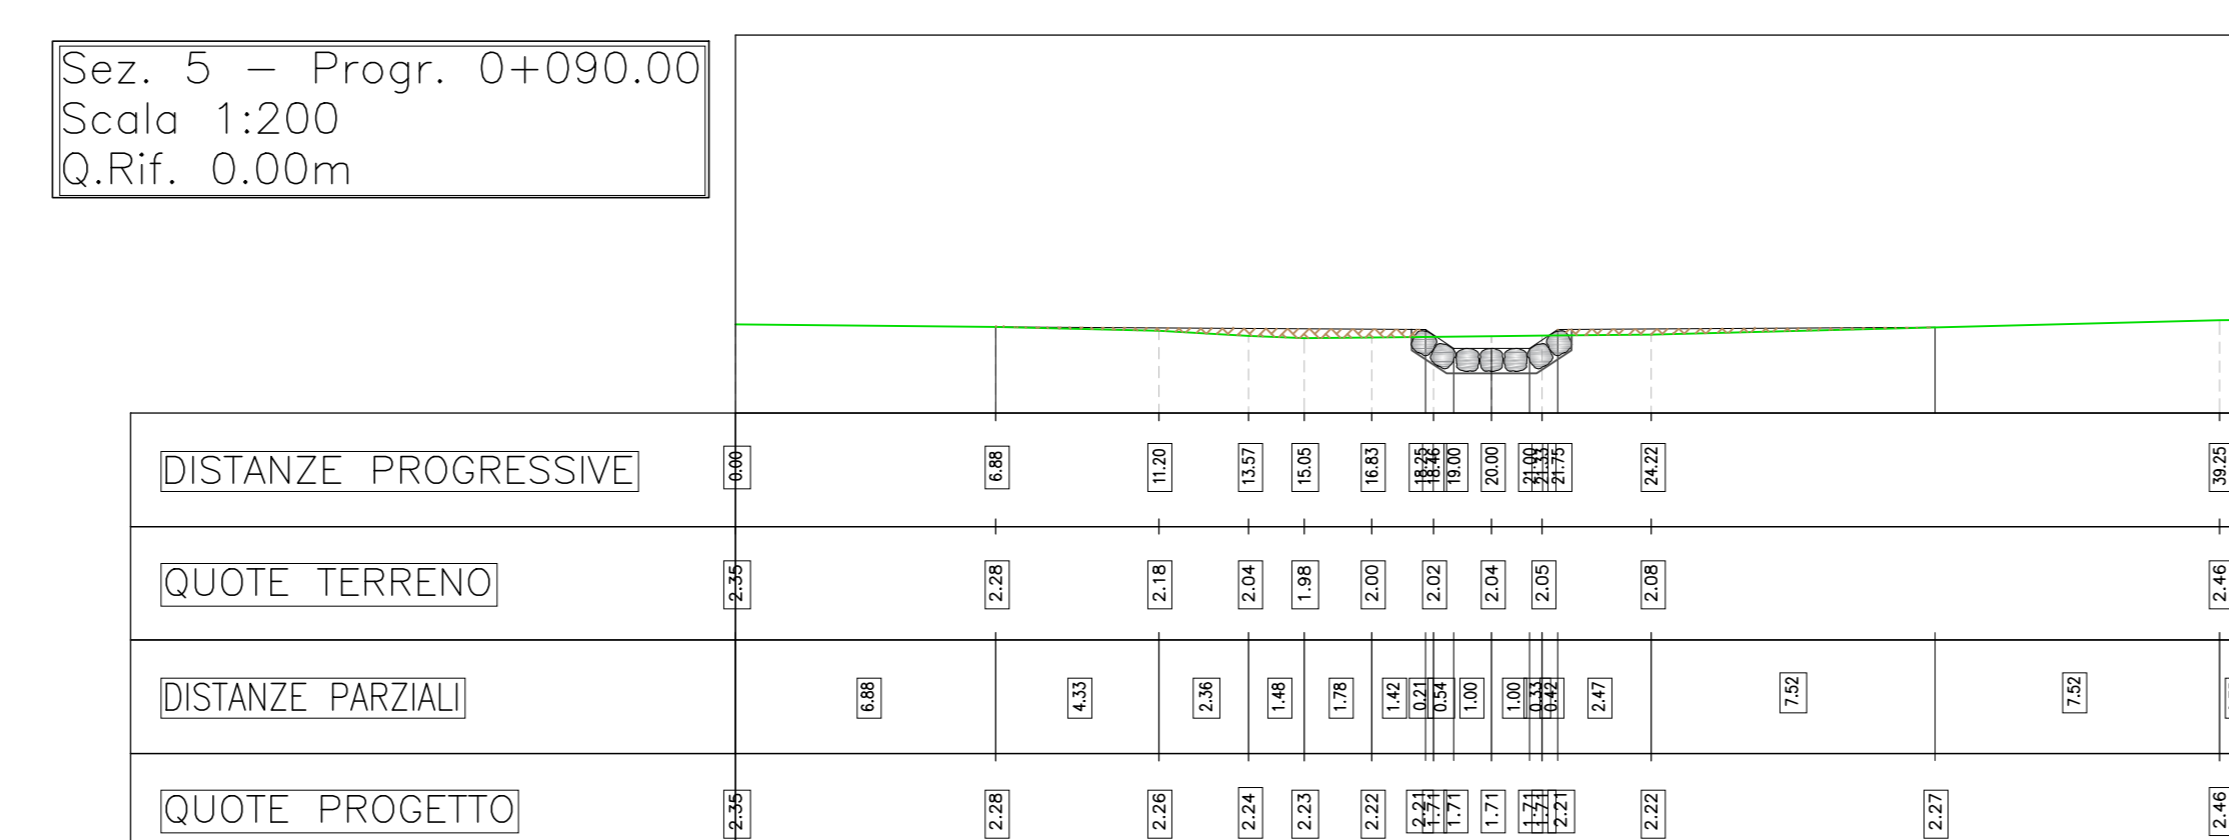 Sez. 5 – Progr. 0+090.00
Scala 1:200
Q.Rif. 0.00m
DISTANZE PROGRESSIVE 0.00 6.88 11.20 13.57 15.05 16.83 18.25 18.46 19.00 20.00 21.00 21.33 21.75 24.22 39.25
QUOTE TERRENO 2.35 2.28 2.18 2.04 1.98 2.00 2.02 2.04 2.05 2.08 2.46
DISTANZE PARZIALI 6.88 4.33 2.36 1.48 1.78 1.42 0.21 0.54 1.00 1.00 0.33 0.42 2.47 7.52 7.52
QUOTE PROGETTO 2.35 2.28 2.26 2.24 2.23 2.22 2.21 1.71 1.71 1.71 1.71 1.71 2.21 2.22 2.27 2.46